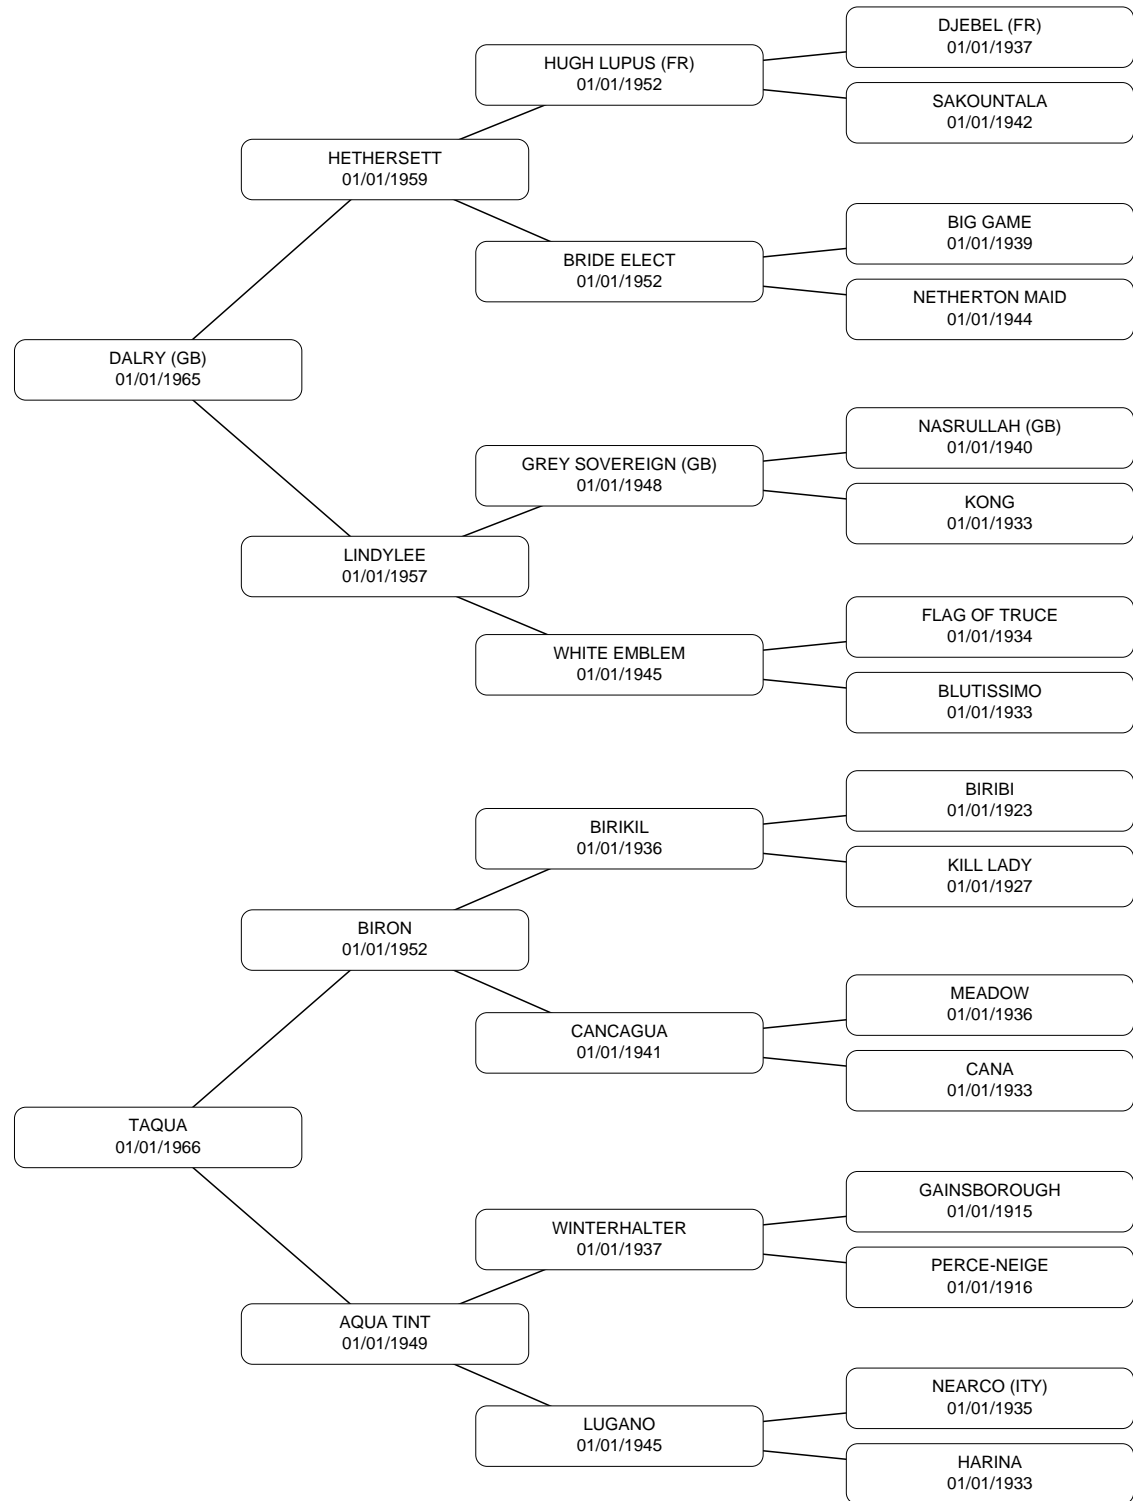 DJEBEL (FR)
01/01/1937
HUGH LUPUS (FR)
01/01/1952
SAKOUNTALA
01/01/1942
HETHERSETT
01/01/1959
BIG GAME
01/01/1939
BRIDE ELECT
01/01/1952
NETHERTON MAID
01/01/1944
DALRY (GB)
01/01/1965
NASRULLAH (GB)
01/01/1940
GREY SOVEREIGN (GB)
01/01/1948
KONG
01/01/1933
LINDYLEE
01/01/1957
FLAG OF TRUCE
01/01/1934
WHITE EMBLEM
01/01/1945
BLUTISSIMO
01/01/1933
BIRIBI
01/01/1923
BIRIKIL
01/01/1936
KILL LADY
01/01/1927
BIRON
01/01/1952
MEADOW
01/01/1936
CANCAGUA
01/01/1941
CANA
01/01/1933
TAQUA
01/01/1966
GAINSBOROUGH
01/01/1915
WINTERHALTER
01/01/1937
PERCE-NEIGE
01/01/1916
AQUA TINT
01/01/1949
NEARCO (ITY)
01/01/1935
LUGANO
01/01/1945
HARINA
01/01/1933